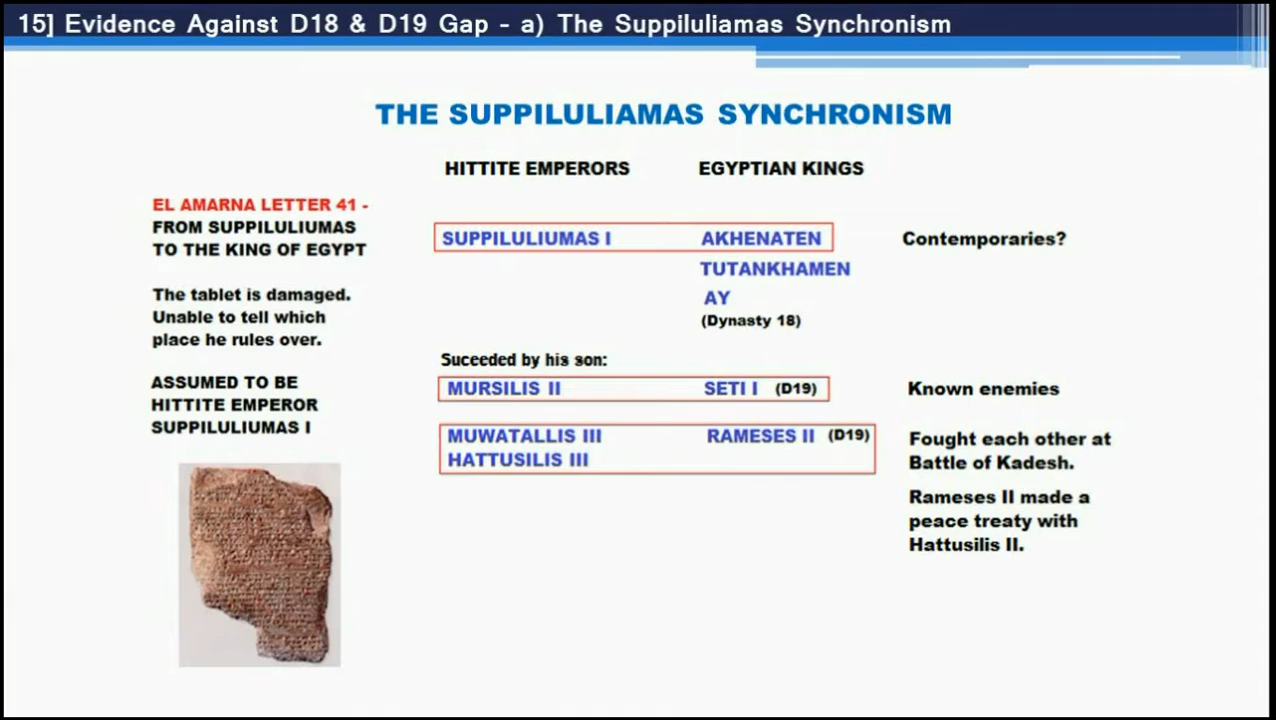 15] Evidence Against D18 & D19 Gap - a) The Suppiluliamas Synchronism
THE SUPPILULIAMAS SYNCHRONISM
HITTITE EMPERORS EGYPTIAN KINGS
EL AMARNA LETTER 41 -
FROM SUPPILULIUMAS
TO THE KING OF EGYPT
The tablet is damaged.
Unable to tell which
place he rules over.
ASSUMED TO BE
HITTITE EMPEROR
SUPPILULIUMAS I
SUPPILULIUMAS I AKHENATEN Contemporaries?
TUTANKHAMEN
AY
(Dynasty 18)
Suceeded by his son:
MURSILIS II SETI I (D19) Known enemies
MUWATALLIS III RAMESES II (D19)
HATTUSILIS III
Fought each other at
Battle of Kadesh.
Rameses II made a
peace treaty with
Hattusilis II.